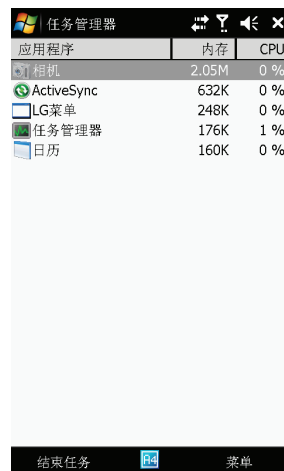 任务管理器
应用程序 内存 CPU
相机 2.05M 0 %
ActiveSync 632K 0 %
LG菜单 248K 0 %
任务管理器 176K 1 %
日历 160K 0 %
结束任务 A4 菜单